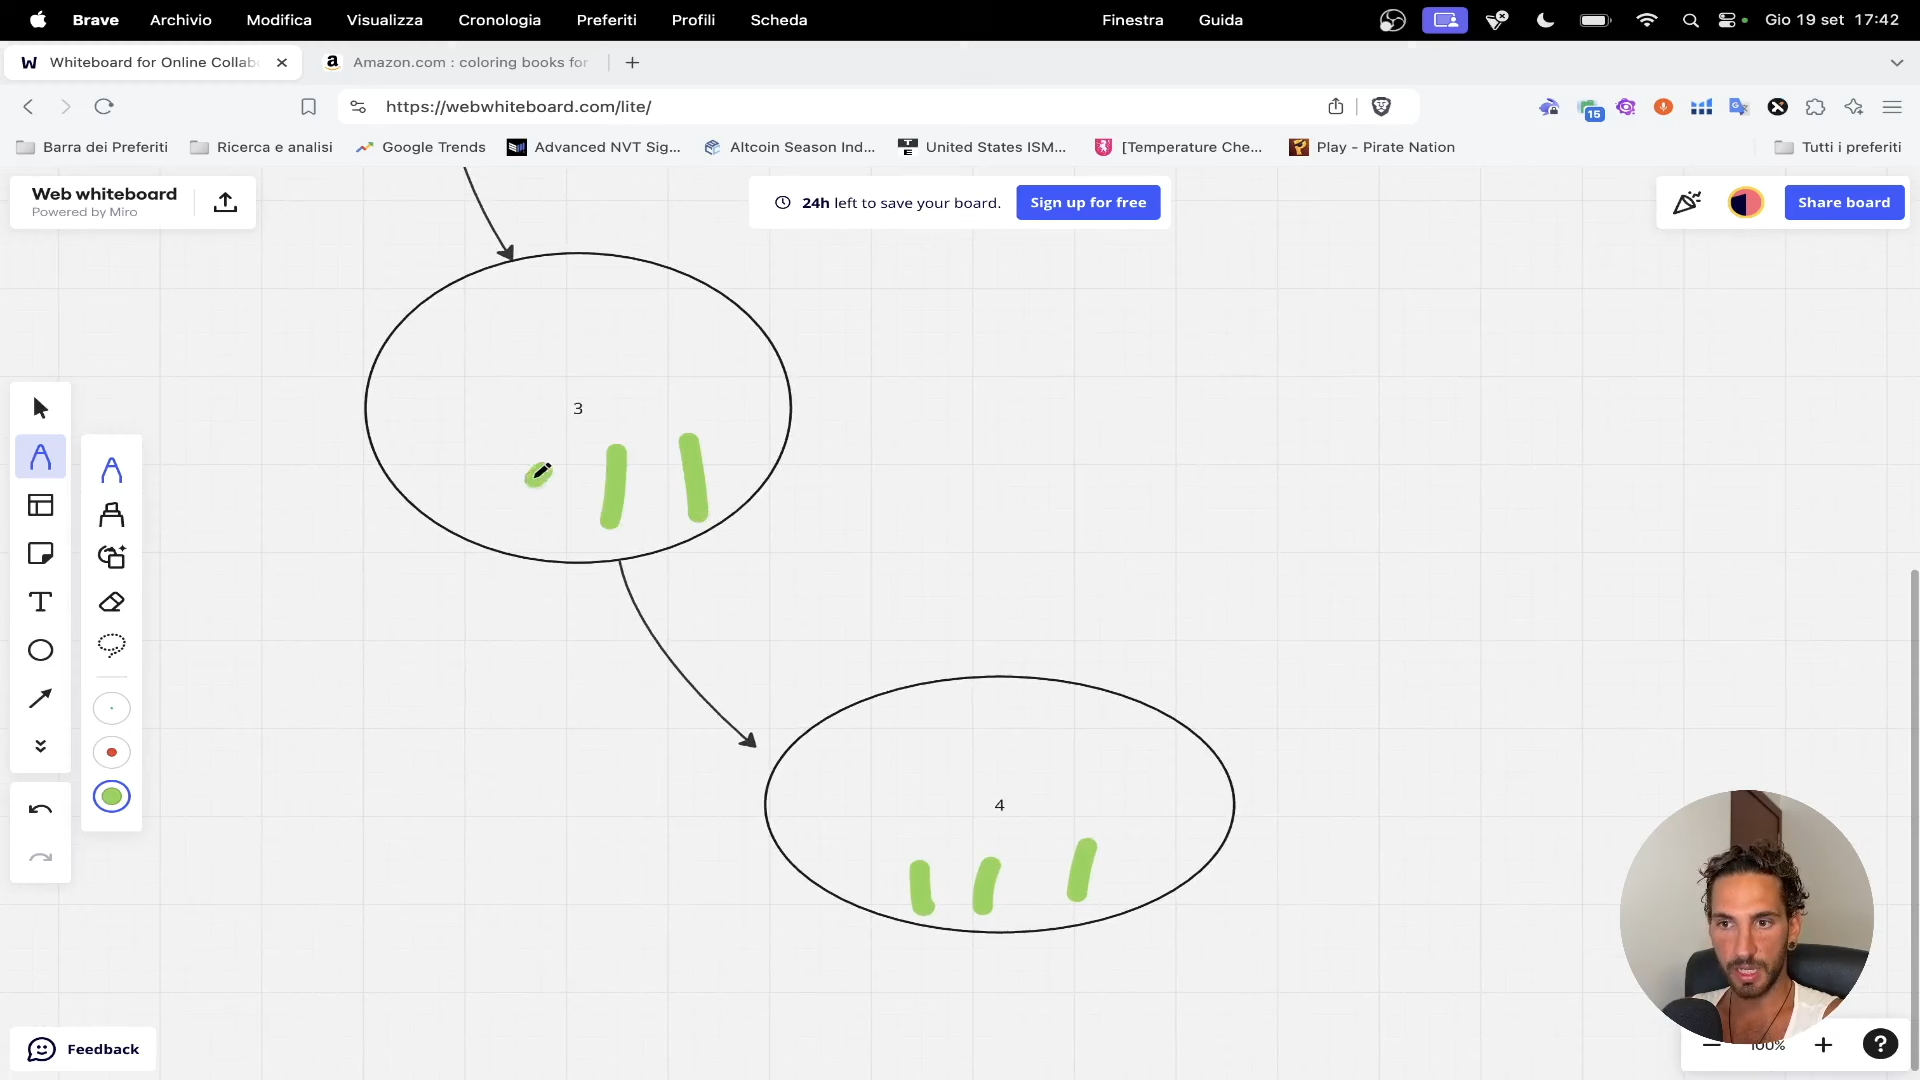 Brave Archivio Modifica Visualizza Cronologia Preferiti Profili Scheda Finestra Guida Gio 19 set 17:42
Whiteboard for Online Collab
Amazon.com : coloring books for
https://webwhiteboard.com/lite/
15
Barra dei Preferiti Ricerca e analisi Google Trends Advanced NVT Sig... Altcoin Season Ind... United States ISM... [Temperature Che... Play - Pirate Nation Tutti i preferiti
Web whiteboard
Powered by Miro
24h left to save your board. Sign up for free
Share board
3
4
Feedback
100%